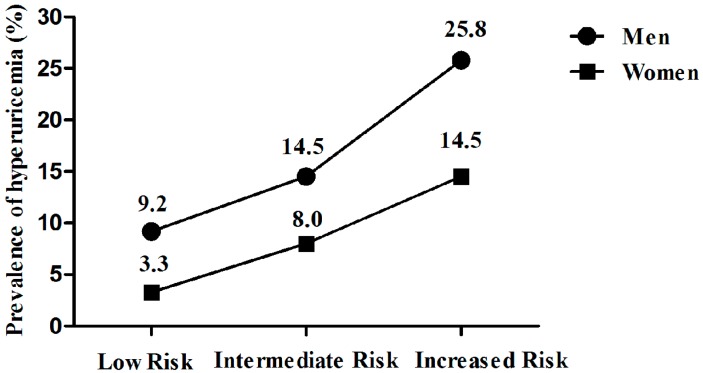 Prevalence of hyperuricemia (%)
30
25
20
15
10
5
0
9.2
14.5
25.8
3.3
8.0
14.5
Low Risk
Intermediate Risk
Increased Risk
Men
Women